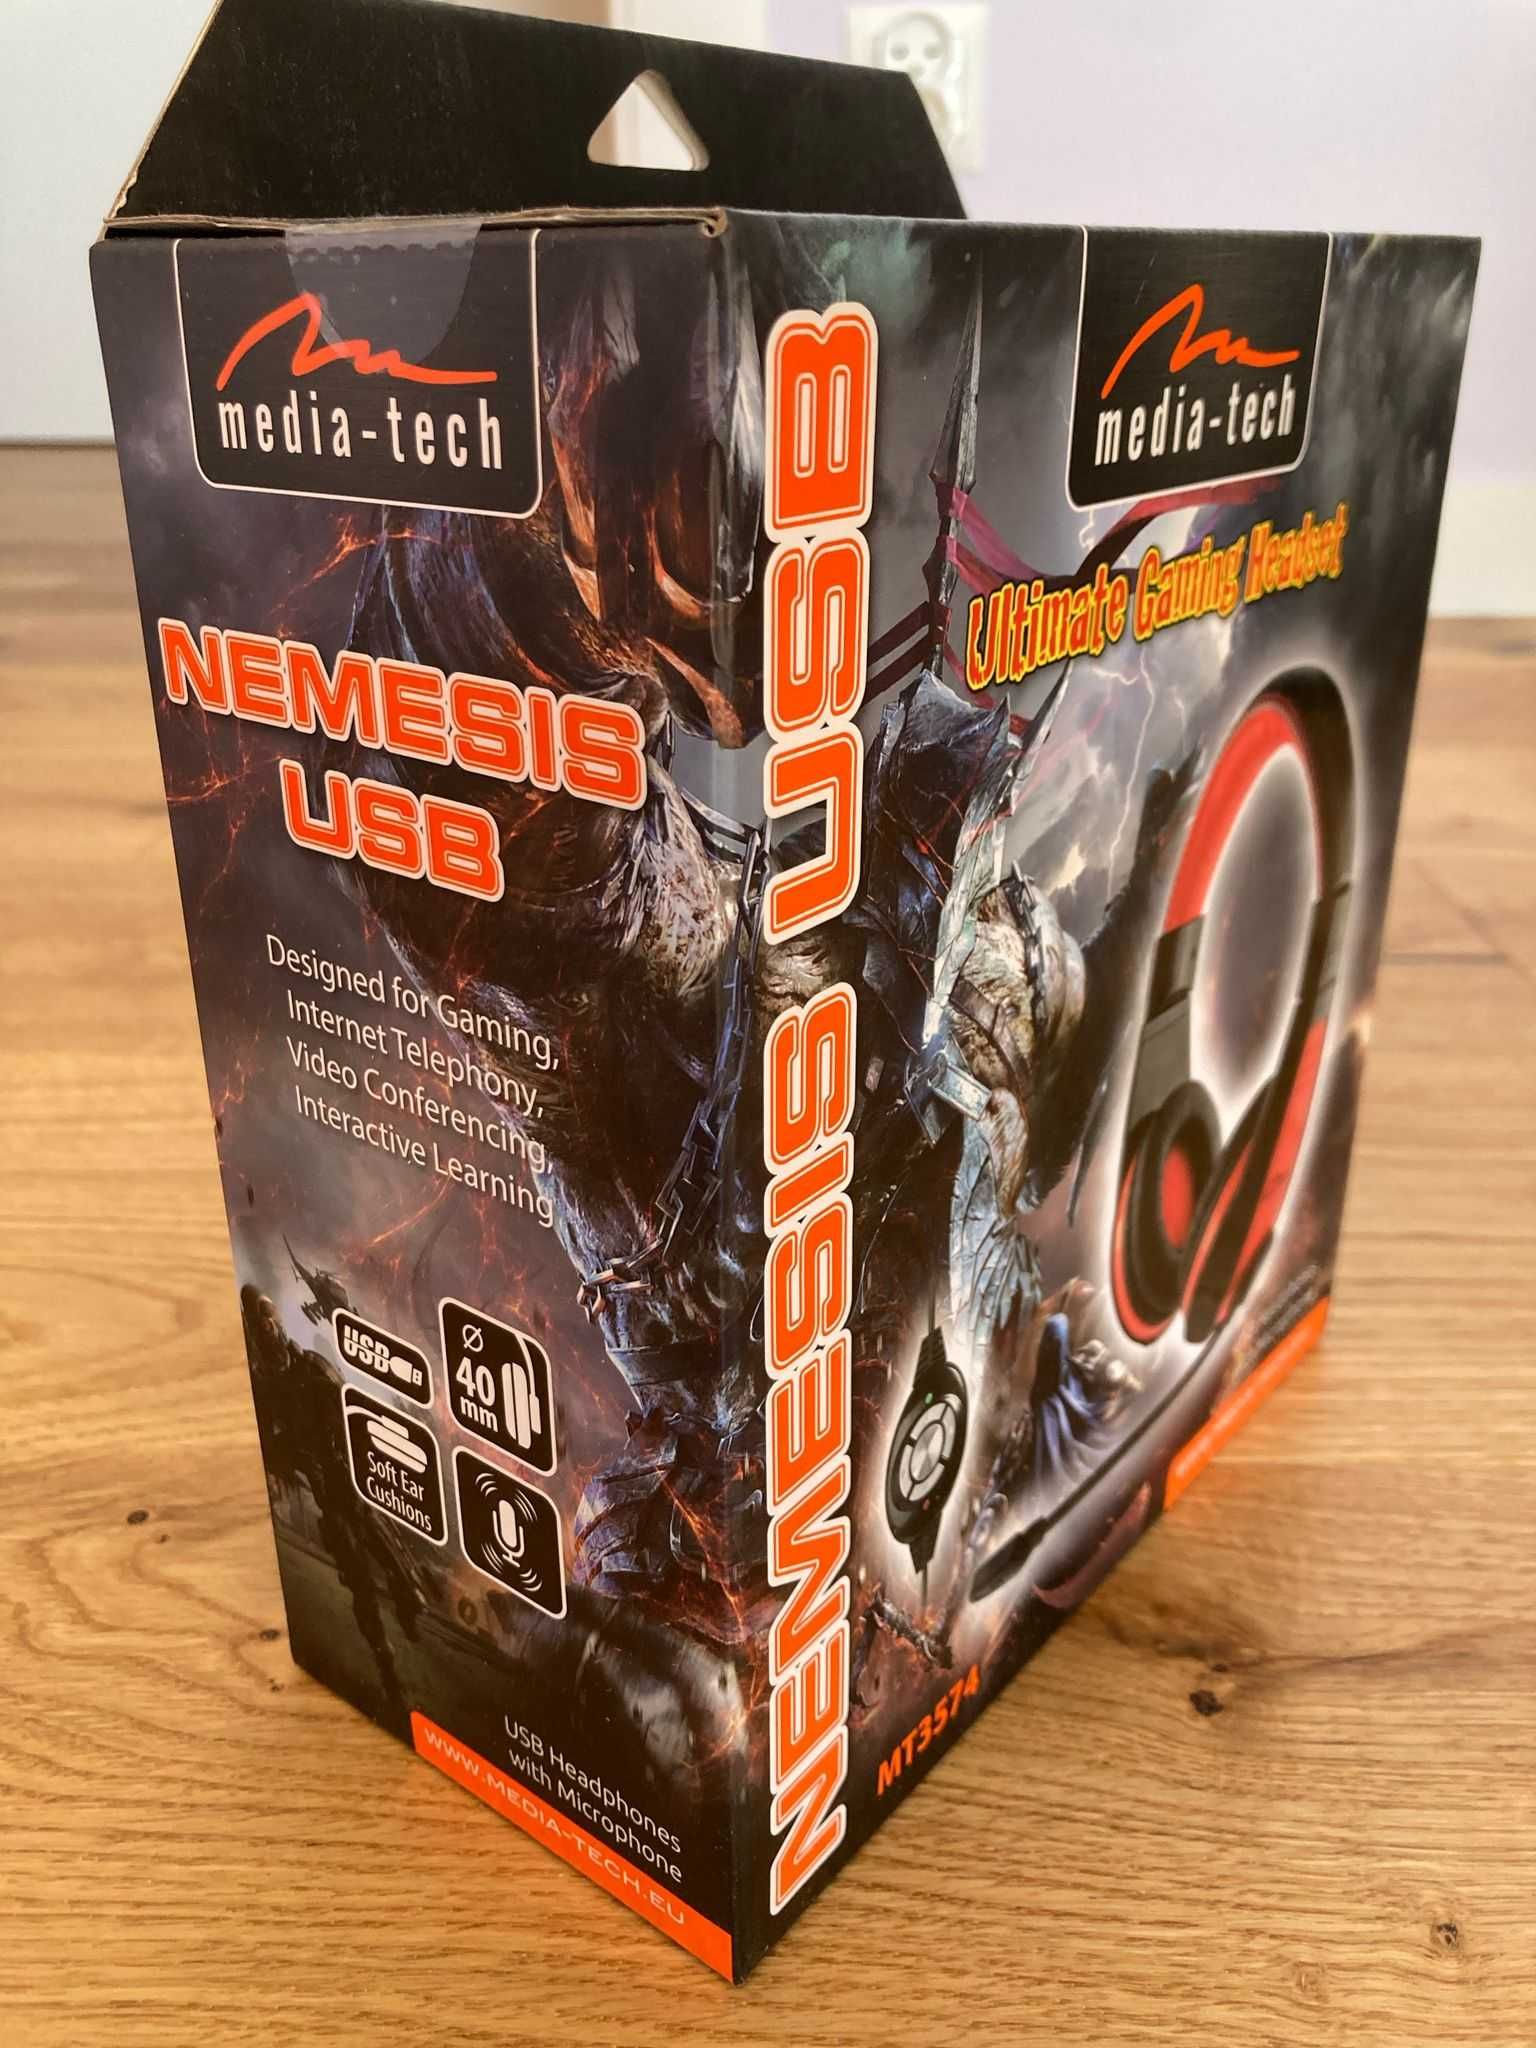 media-tech
NEMESIS
USB
Designed for Gaming,
Internet Telephony,
Video Conferencing,
Interactive Learning
USB
Ø
40
mm
Soft Ear
Cushions
USB Headphones
with Microphone
WWW.MEDIA-TECH.EU
NEMESIS USB
media-tech
Ultimate Gaming Headset
MT3574